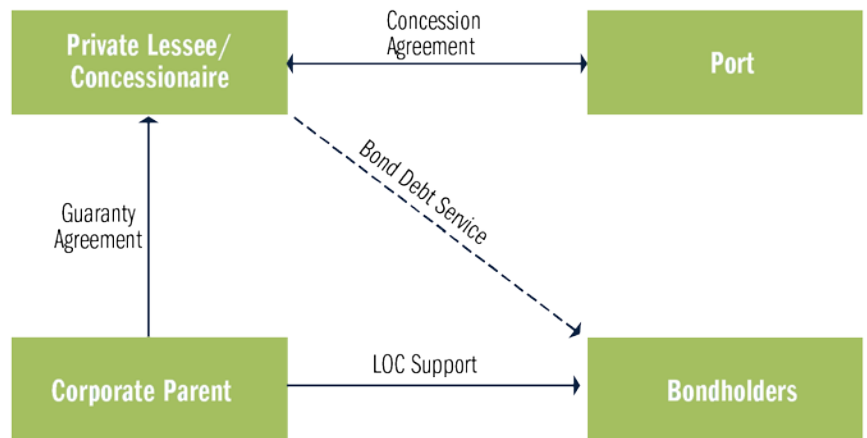 Private Lessee/
Concessionaire
Concession
Agreement
Port
Bond Debt Service
Guaranty
Agreement
Corporate Parent
LOC Support
Bondholders